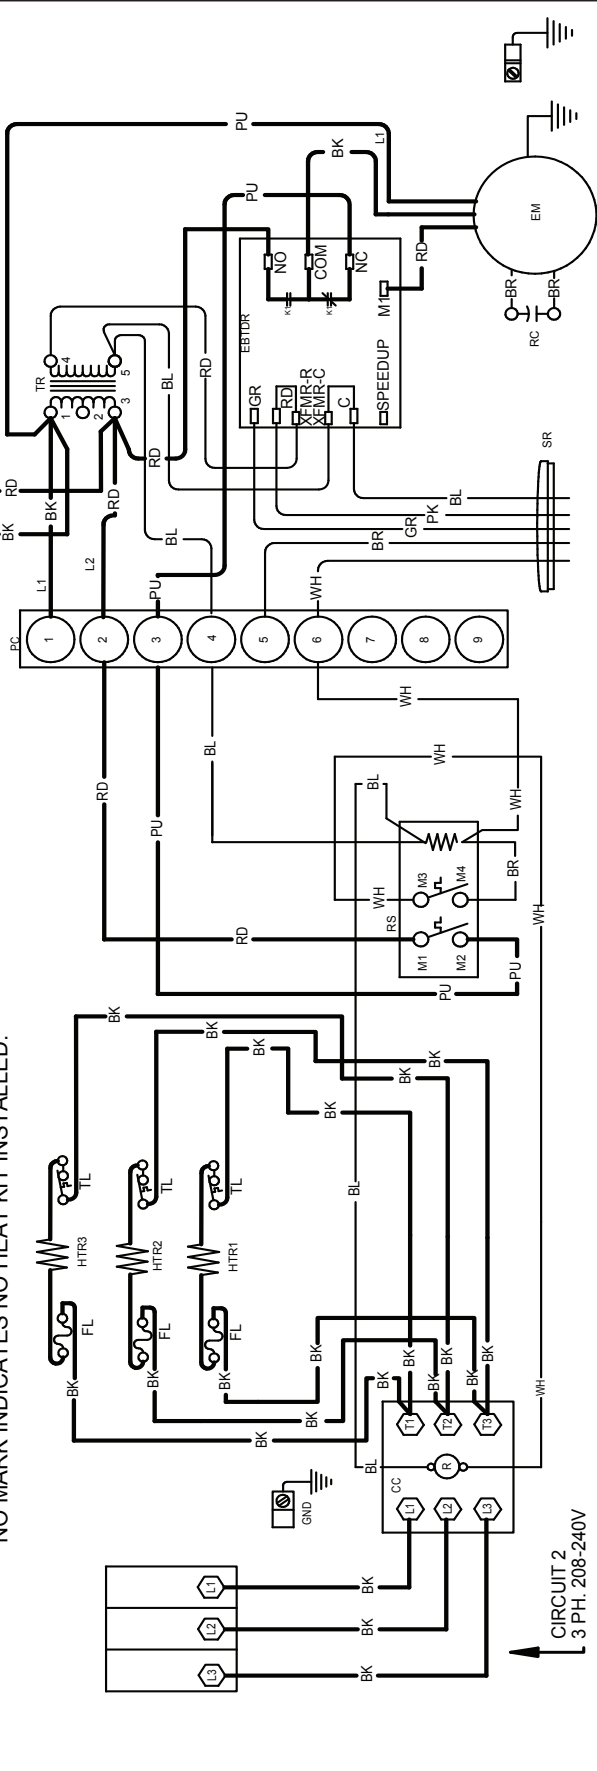 PU
L1
BK
PU
EM
RD
BR
BR
RC
NO
COM
NC
M1
K1
K1
EBTDR
GR
RD
XFMR-R
XFMR-C
C
SPEEDUP
TR
4
5
1
2
3
BL
RD
RD
RD
BK
BK
RD
L1
L2
BL
PU
BL
PK
GR
BR
WH
SR
PC
1
2
3
4
5
6
7
8
9
WH
BL
WH
BL
RD
PU
WH
WH
M3
M4
BR
RS
M1
M2
WH
RD
PU
PU
BK
BK
BK
BK
BK
BK
TL
TL
TL
HTR3
HTR2
HTR1
FL
FL
FL
BL
BK
BK
BK
BK
BK
BK
BK
BK
BK
BK
BK
BK
WH
T1
T2
T3
BL
CC
R
L1
L2
L3
GND
L1
L2
L3
BK
BK
BK
NO MARK INDICATES NO HEAT KIT INSTALLED.
CIRCUIT 2
3 PH. 208-240V